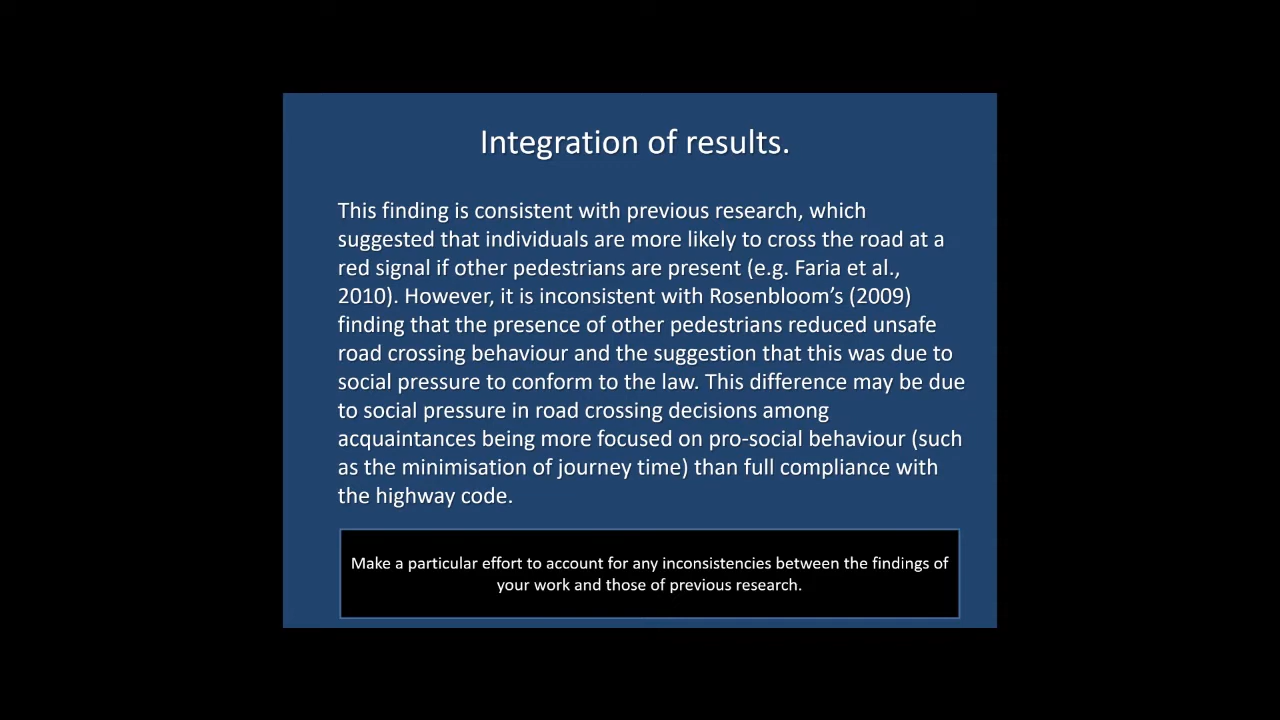 Integration of results.
This finding is consistent with previous research, which
suggested that individuals are more likely to cross the road at a
red signal if other pedestrians are present (e.g. Faria et al.,
2010). However, it is inconsistent with Rosenbloom’s (2009)
finding that the presence of other pedestrians reduced unsafe
road crossing behaviour and the suggestion that this was due to
social pressure to conform to the law. This difference may be due
to social pressure in road crossing decisions among
acquaintances being more focused on pro-social behaviour (such
as the minimisation of journey time) than full compliance with
the highway code.
Make a particular effort to account for any inconsistencies between the findings of
your work and those of previous research.